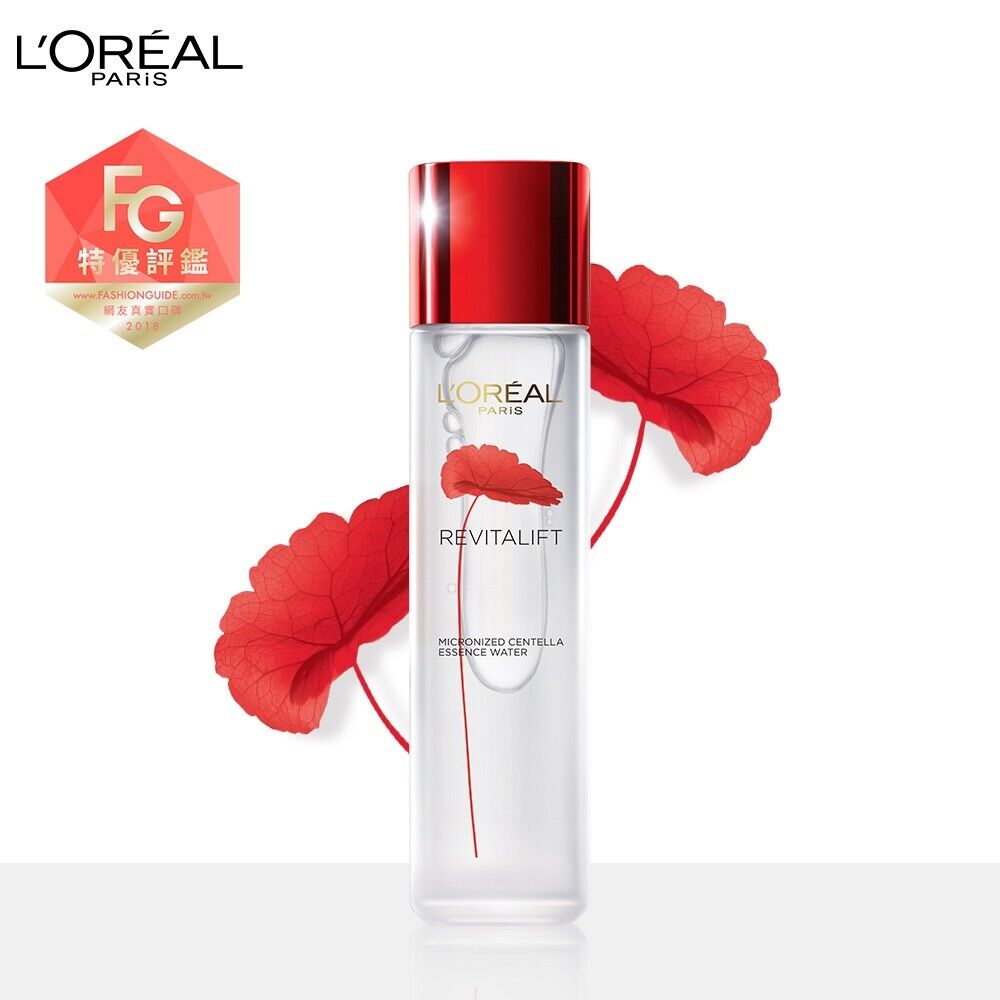 L'ORÉAL
PARiS
FG
特優評鑑
www.FASHIONGUIDE.com.tw
網友真實口碑
2018
L'ORÉAL
PARiS
REVITALIFT
MICRONIZED CENTELLA
ESSENCE WATER